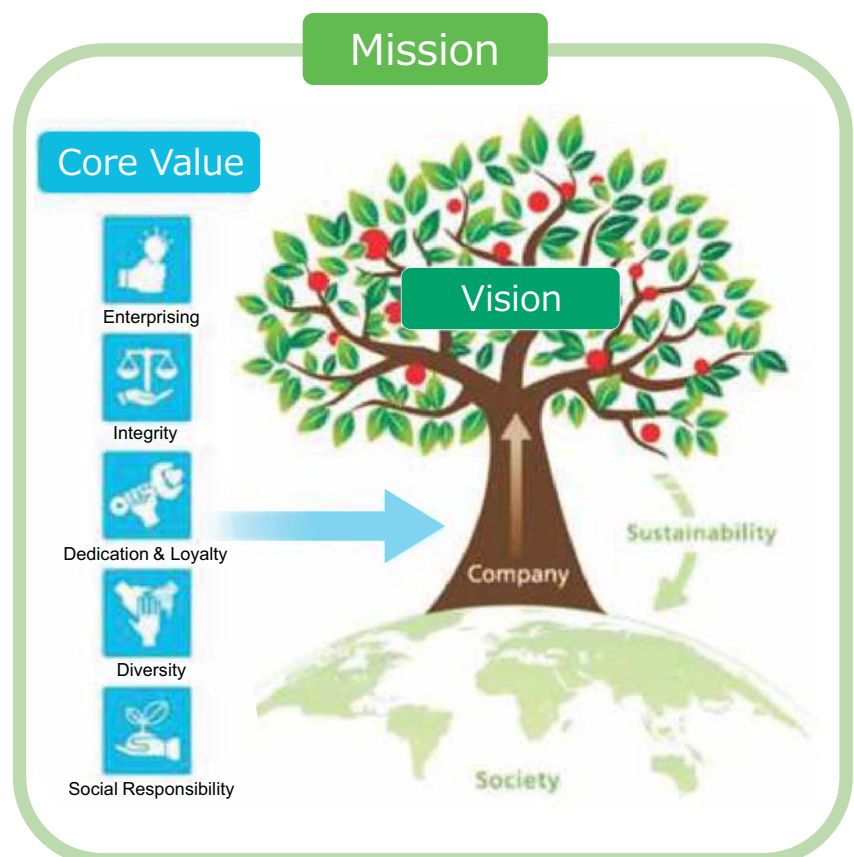 Mission
Core Value
Enterprising
Integrity
Dedication & Loyalty
Diversity
Social Responsibility
Vision
Sustainability
Company
Society